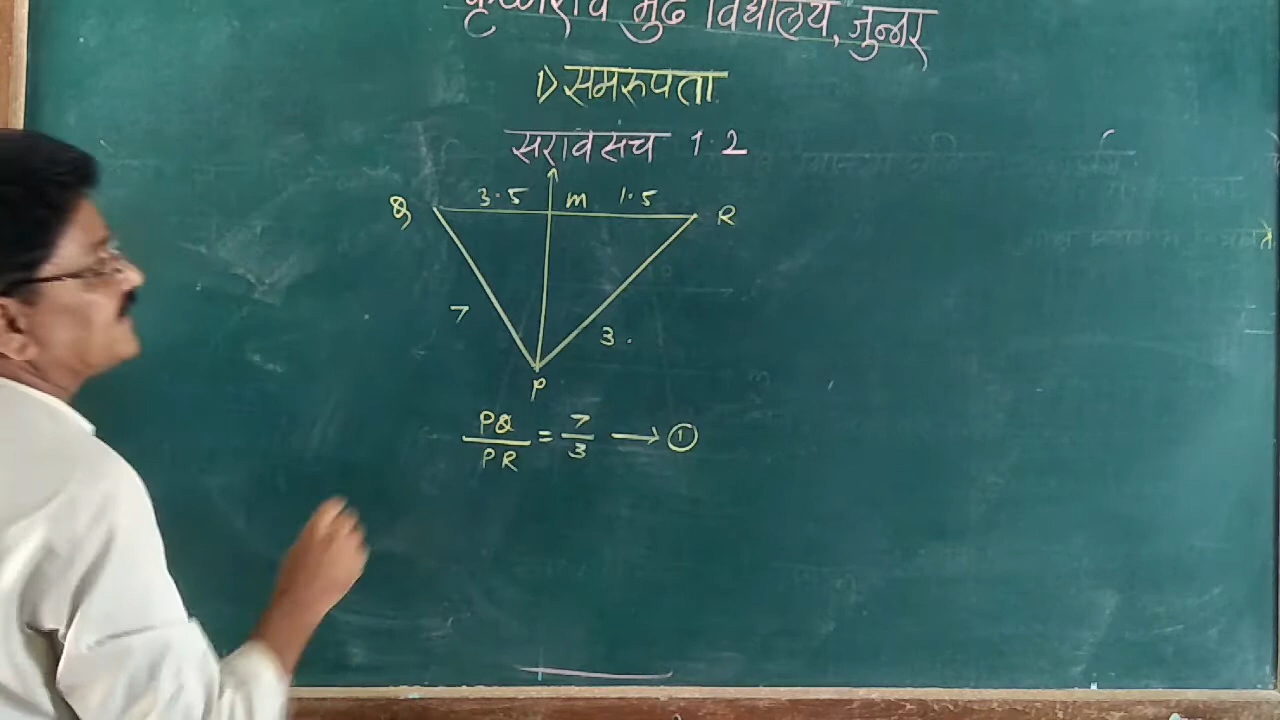 कृष्णराव मुंढे विद्यालय, जुन्नर
1) समरुपता
सरावसंच 1.2
Q 3.5 M 1.5 R
7 3.
P
PQ/PR = 7/3 → ①